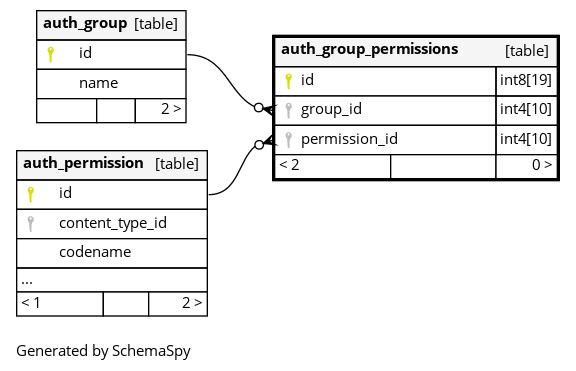 auth_group [table]
id
name
2 >
auth_group_permissions [table]
id int8[19]
group_id int4[10]
permission_id int4[10]
< 2 0 >
auth_permission [table]
id
content_type_id
codename
...
< 1 2 >
Generated by SchemaSpy